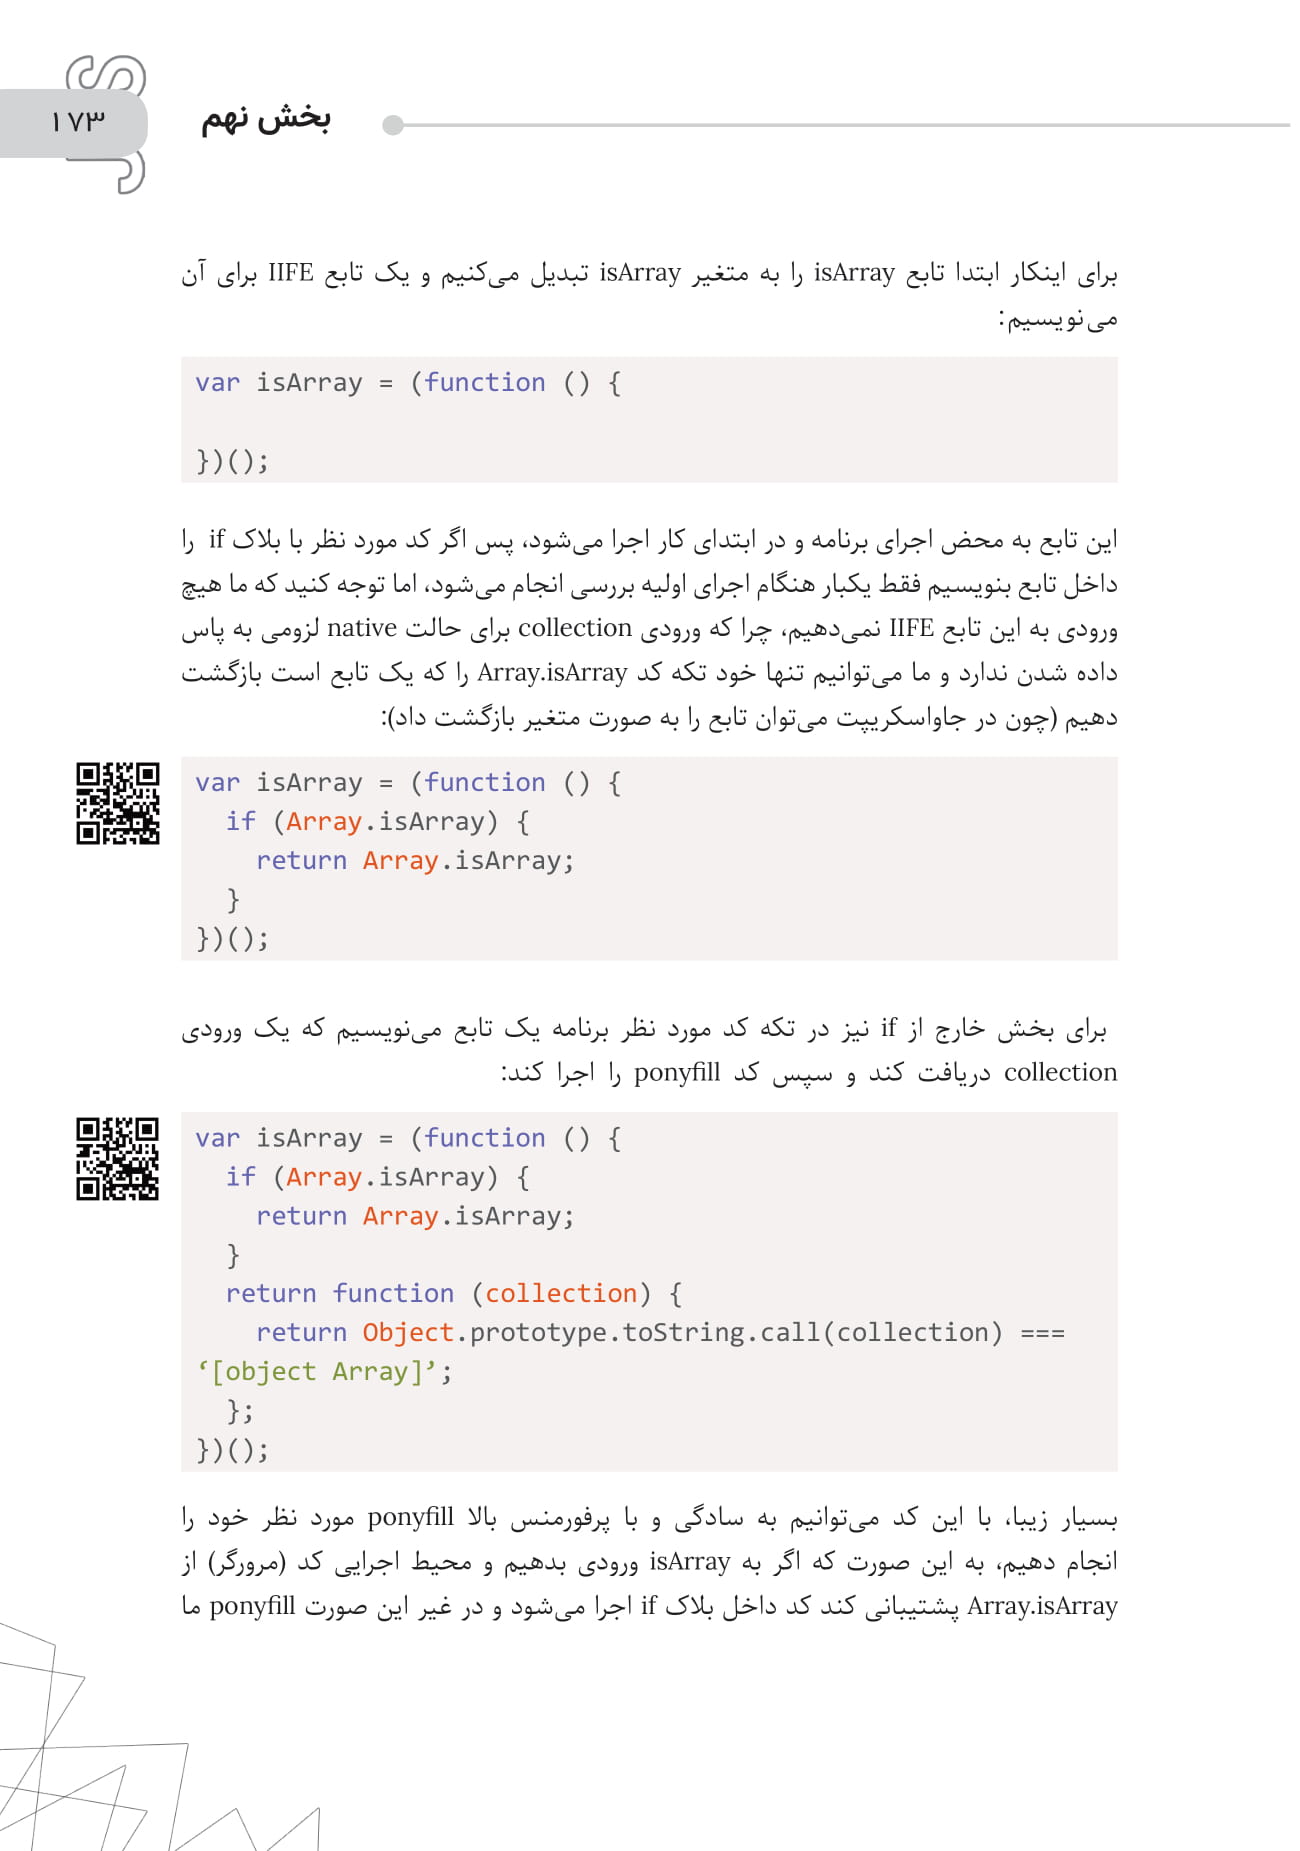 JS
۱۷۳
بخش نهم
برای اینکار ابتدا تابع isArray را به متغیر isArray تبدیل می‌کنیم و یک تابع IIFE برای آن
می‌نویسیم:
var isArray = (function () {
})();
این تابع به محض اجرای برنامه و در ابتدای کار اجرا می‌شود، پس اگر کد مورد نظر با بلاک if را
داخل تابع بنویسیم فقط یکبار هنگام اجرای اولیه بررسی انجام می‌شود، اما توجه کنید که ما هیچ
ورودی به این تابع IIFE نمی‌دهیم، چرا که ورودی collection برای حالت native لزومی به پاس
داده شدن ندارد و ما می‌توانیم تنها خود تکه کد Array.isArray را که یک تابع است بازگشت
دهیم (چون در جاواسکریپت می‌توان تابع را به صورت متغیر بازگشت داد):
var isArray = (function () {
  if (Array.isArray) {
    return Array.isArray;
  }
})();
برای بخش خارج از if نیز در تکه کد مورد نظر برنامه یک تابع می‌نویسیم که یک ورودی
collection دریافت کند و سپس کد ponyfill را اجرا کند:
var isArray = (function () {
  if (Array.isArray) {
    return Array.isArray;
  }
  return function (collection) {
    return Object.prototype.toString.call(collection) ===
‘[object Array]’;
  };
})();
بسیار زیبا، با این کد می‌توانیم به سادگی و با پرفورمنس بالا ponyfill مورد نظر خود را
انجام دهیم، به این صورت که اگر به isArray ورودی بدهیم و محیط اجرایی کد (مرورگر) از
Array.isArray پشتیبانی کند کد داخل بلاک if اجرا می‌شود و در غیر این صورت ponyfill ما